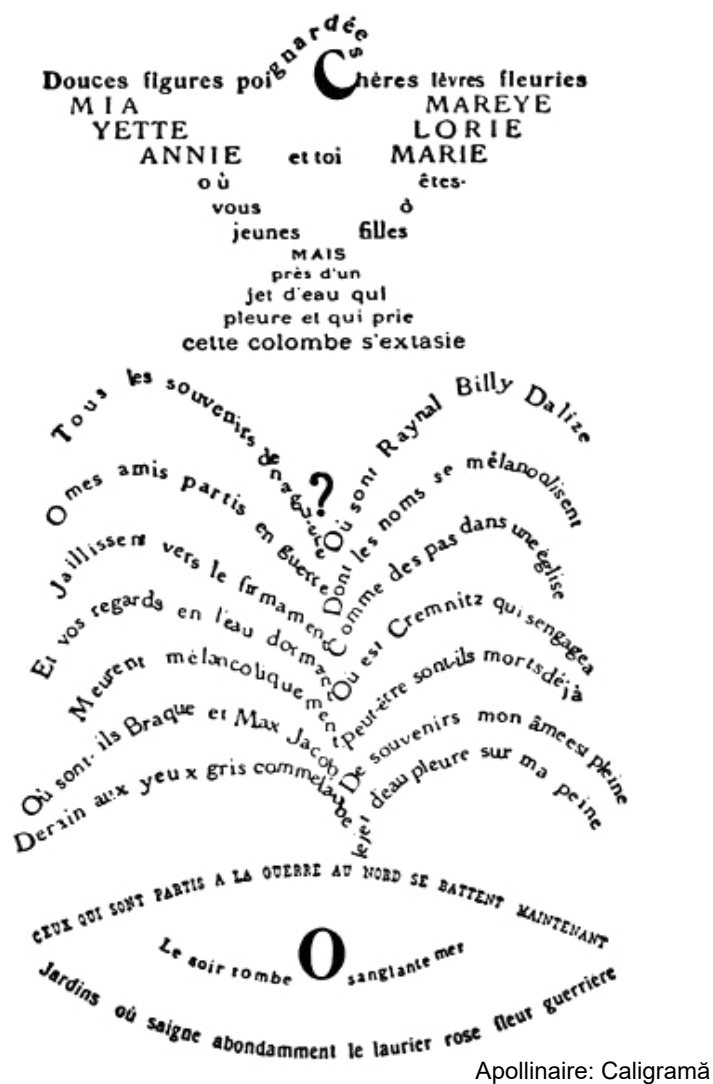 Douces figures poignardées Chères lèvres fleuries
MIA MAREYE
YETTE LORIE
ANNIE et toi MARIE
où êtes-
vous ô
jeunes filles
MAIS
près d'un
jet d'eau qui
pleure et qui prie
cette colombe s'extasie
Tous les souvenirs de naguère
O mes amis partis en guerre
Jaillissent vers le firmament
Et vos regards en l'eau dormant
Meurent mélancoliquement
Où sont-ils Braque et Max Jacob
Derain aux yeux gris comme l'aube
?
Où sont Raynal Billy Dalize
Dont les noms se mélancolisent
Comme des pas dans une église
Où est Cremnitz qui s'engagea
Peut-être sont-ils morts déjà
De souvenirs mon âme est pleine
Le jet d'eau pleure sur ma peine
CEUX QUI SONT PARTIS A LA GUERRE AU NORD SE BATTENT MAINTENANT
Le soir tombe O sanglante mer
Jardins où saigne abondamment le laurier rose fleur guerrière
Apollinaire: Caligramă